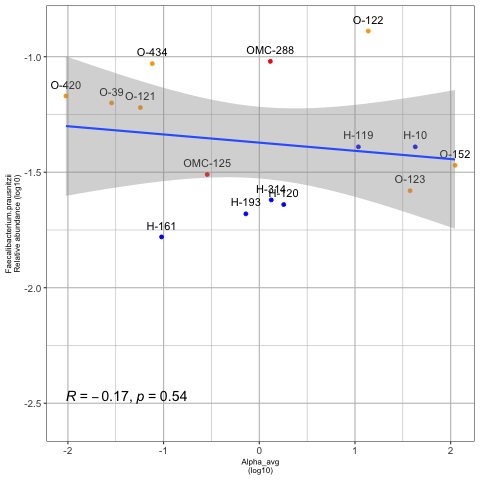 O-122
OMC-288
O-434
-1.0
O-420
O-39
O-121
H-119
H-10
O-152
-1.5
OMC-125
O-123
H-314
H-120
H-193
H-161
-2.0
R = – 0.17, p = 0.54
-2.5
-2 -1 0 1 2
Alpha_avg
(log10)
Faecalibacterium.prausnitzii
Relative abundante (log10)